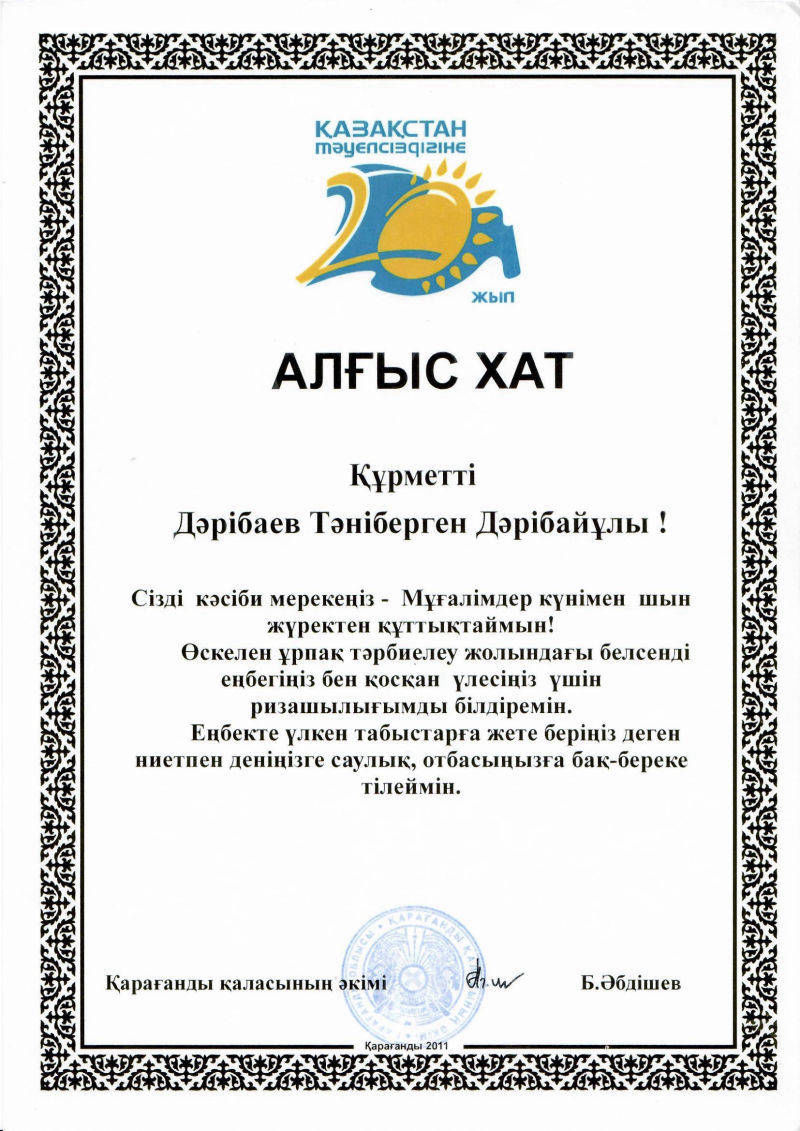 ҚАЗАҚСТАН
тәуелсіздігіне
20
жыл
АЛҒЫС ХАТ
Құрметті
Дәрібаев Тәніберген Дәрібайұлы !
Сізді кәсіби мерекеңіз - Мұғалімдер күнімен шын
жүректен құттықтаймын!
Өскелен ұрпақ тәрбиелеу жолындағы белсенді
еңбегіңіз бен қосқан үлесіңіз үшін
ризашылығымды білдіремін.
Еңбекте үлкен табыстарға жете беріңіз деген
ниетпен деніңізге саулық, отбасыңызға бақ-береке
тілеймін.
Қарағанды қаласының әкімі Б.Әбдішев
Қарағанды 2011